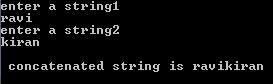 enter a string1
ravi
enter a string2
kiran
concatenated string is ravikiran